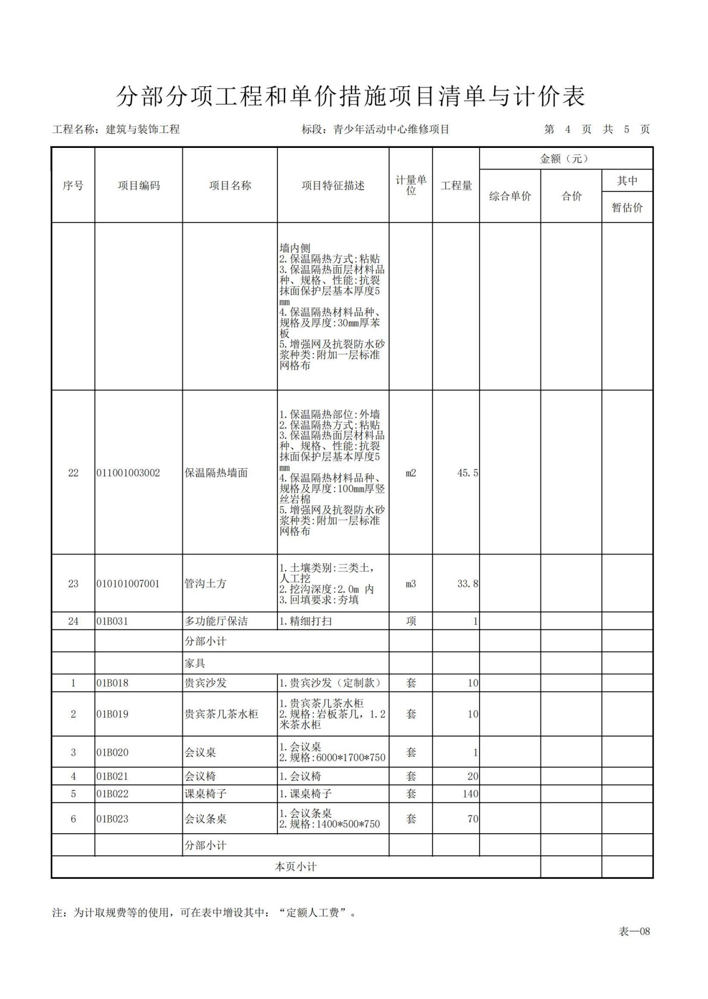 分部分项工程和单价措施项目清单与计价表
工程名称：建筑与装饰工程 标段：青少年活动中心维修项目 第 4 页 共 5 页
序号 项目编码 项目名称 项目特征描述 计量单位 工程量 金额（元）
综合单价 合价 其中
暂估价
墙内侧
2.保温隔热方式:粘贴
3.保温隔热面层材料品
种、规格、性能:抗裂
抹面保护层基本厚度5
mm
4.保温隔热材料品种、
规格及厚度:30mm厚苯
板
5.增强网及抗裂防水砂
浆种类:附加一层标准
网格布
22 011001003002 保温隔热墙面
1.保温隔热部位:外墙
2.保温隔热方式:粘贴
3.保温隔热面层材料品
种、规格、性能:抗裂
抹面保护层基本厚度5
mm
4.保温隔热材料品种、
规格及厚度:100mm厚竖
丝岩棉
5.增强网及抗裂防水砂
浆种类:附加一层标准
网格布
m2 45.5
23 010101007001 管沟土方
1.土壤类别:三类土，
人工挖
2.挖沟深度:2.0m 内
3.回填要求:夯填
m3 33.8
24 01B031 多功能厅保洁 1.精细打扫 项 1
分部小计
家具
1 01B018 贵宾沙发 1.贵宾沙发（定制款） 套 10
2 01B019 贵宾茶几茶水柜
1.贵宾茶几茶水柜
2.规格:岩板茶几，1.2
米茶水柜
套 10
3 01B020 会议桌
1.会议桌
2.规格:6000*1700*750
套 1
4 01B021 会议椅 1.会议椅 套 20
5 01B022 课桌椅子 1.课桌椅子 套 140
6 01B023 会议条桌
1.会议条桌
2.规格:1400*500*750
套 70
分部小计
本页小计
注：为计取规费等的使用，可在表中增设其中：“定额人工费”。
表—08